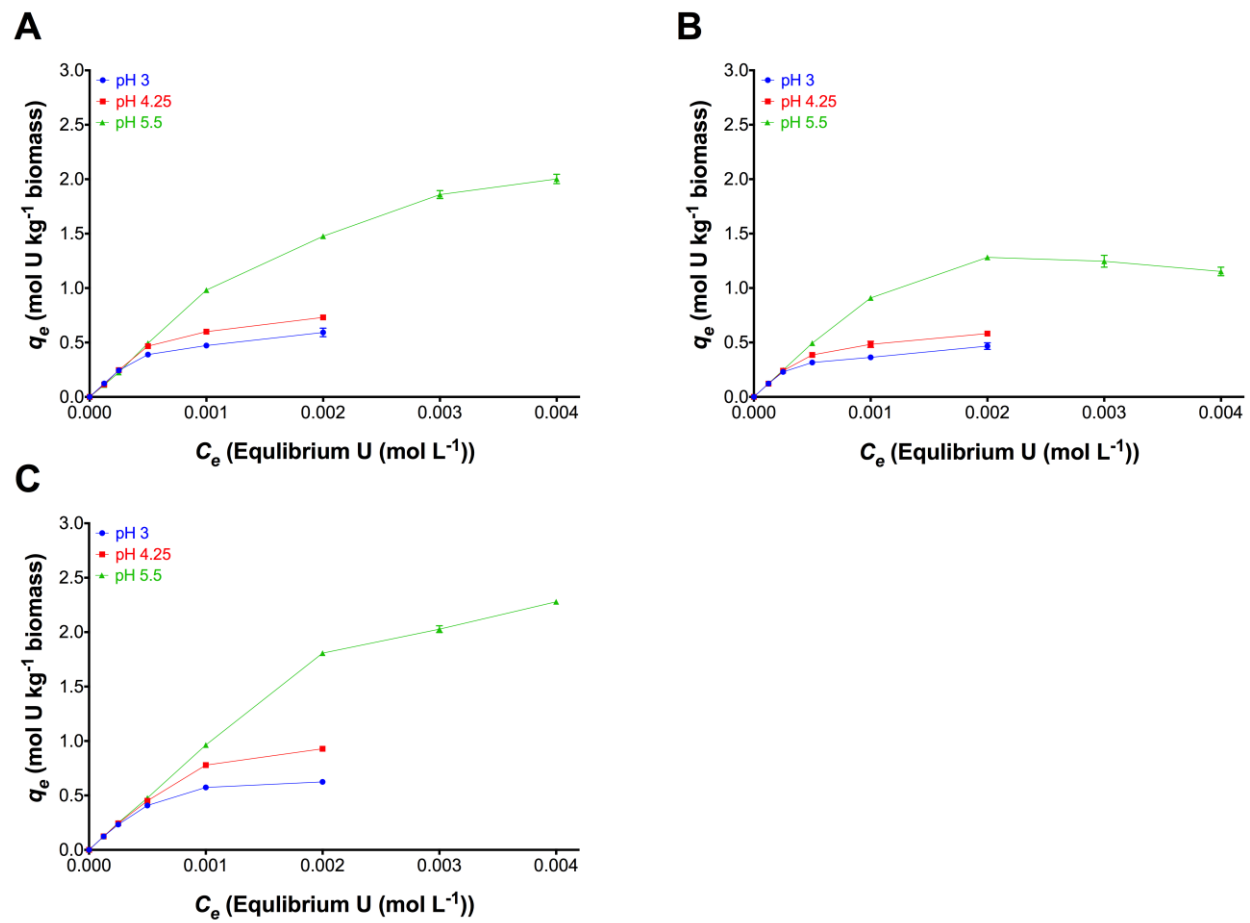 A
3.0
2.5
2.0
1.5
1.0
0.5
0.0
qe (mol U kg-1 biomass)
pH 3
pH 4.25
pH 5.5
0.000 0.001 0.002 0.003 0.004
Ce (Equlibrium U (mol L-1))
B
3.0
2.5
2.0
1.5
1.0
0.5
0.0
qe (mol U kg-1 biomass)
pH 3
pH 4.25
pH 5.5
0.000 0.001 0.002 0.003 0.004
Ce (Equlibrium U (mol L-1))
C
3.0
2.5
2.0
1.5
1.0
0.5
0.0
qe (mol U kg-1 biomass)
pH 3
pH 4.25
pH 5.5
0.000 0.001 0.002 0.003 0.004
Ce (Equlibrium U (mol L-1))